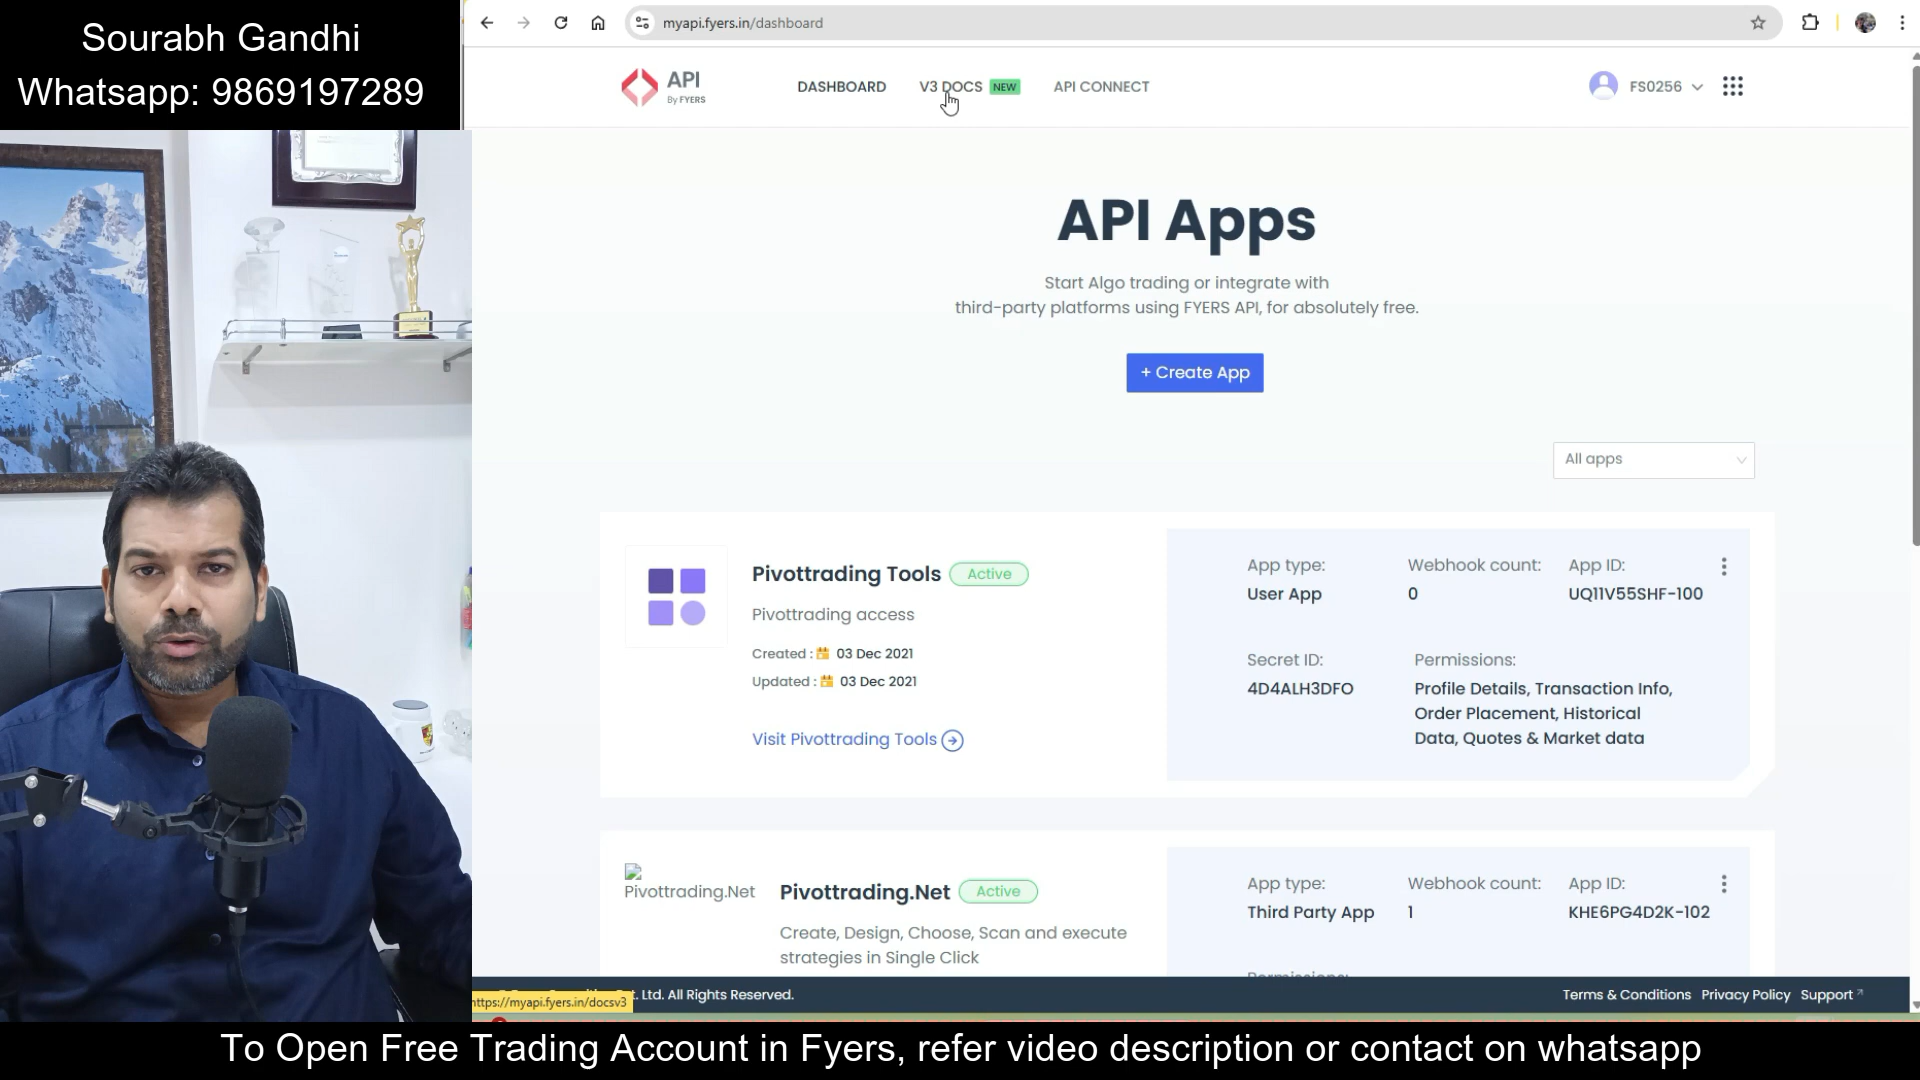 Sourabh Gandhi
Whatsapp: 9869197289
myapi.fyers.in/dashboard
API
By FYERS
DASHBOARD
V3 DOCS NEW
API CONNECT
FS0256
API Apps
Start Algo trading or integrate with
third-party platforms using FYERS API, for absolutely free.
+ Create App
All apps
Pivottrading Tools Active
Pivottrading access
Created : 03 Dec 2021
Updated : 03 Dec 2021
Visit Pivottrading Tools
App type:
User App
Webhook count:
0
App ID:
UQ11V55SHF-100
Secret ID:
4D4ALH3DFO
Permissions:
Profile Details, Transaction Info,
Order Placement, Historical
Data, Quotes & Market data
Pivottrading.Net
Pivottrading.Net Active
Create, Design, Choose, Scan and execute
strategies in Single Click
App type:
Third Party App
Webhook count:
1
App ID:
KHE6PG4D2K-102
Permissions:
https://myapi.fyers.in/docsv3
Ltd. All Rights Reserved.
Terms & Conditions Privacy Policy Support
To Open Free Trading Account in Fyers, refer video description or contact on whatsapp